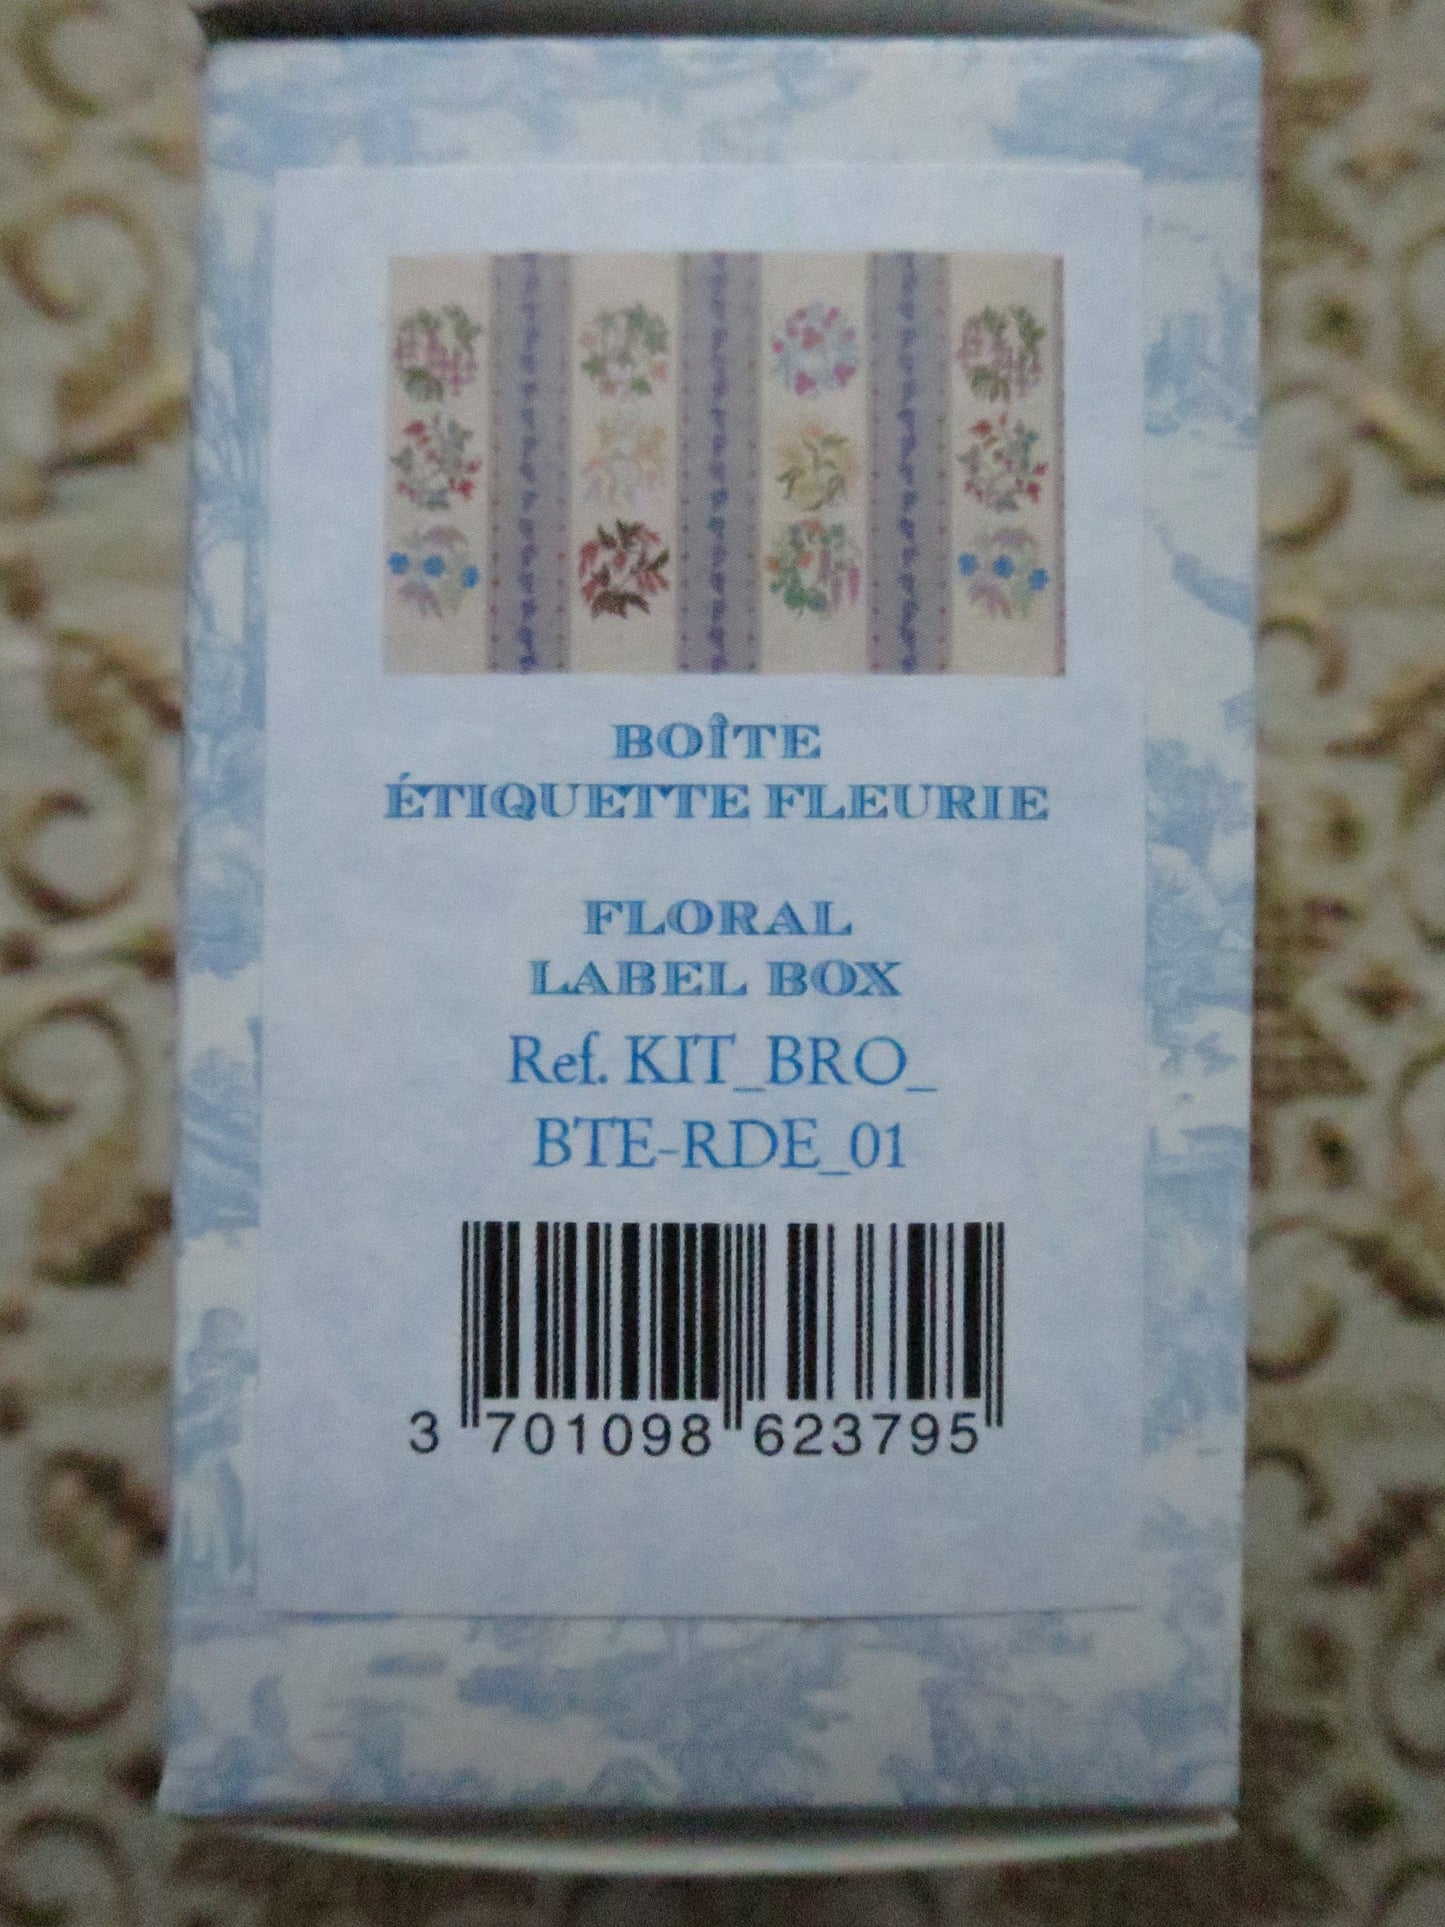 BOÎTE
ÉTIQUETTE FLEURIE
FLORAL
LABEL BOX
Ref. KIT_BRO_
BTE-RDE_01
3 701098 623795